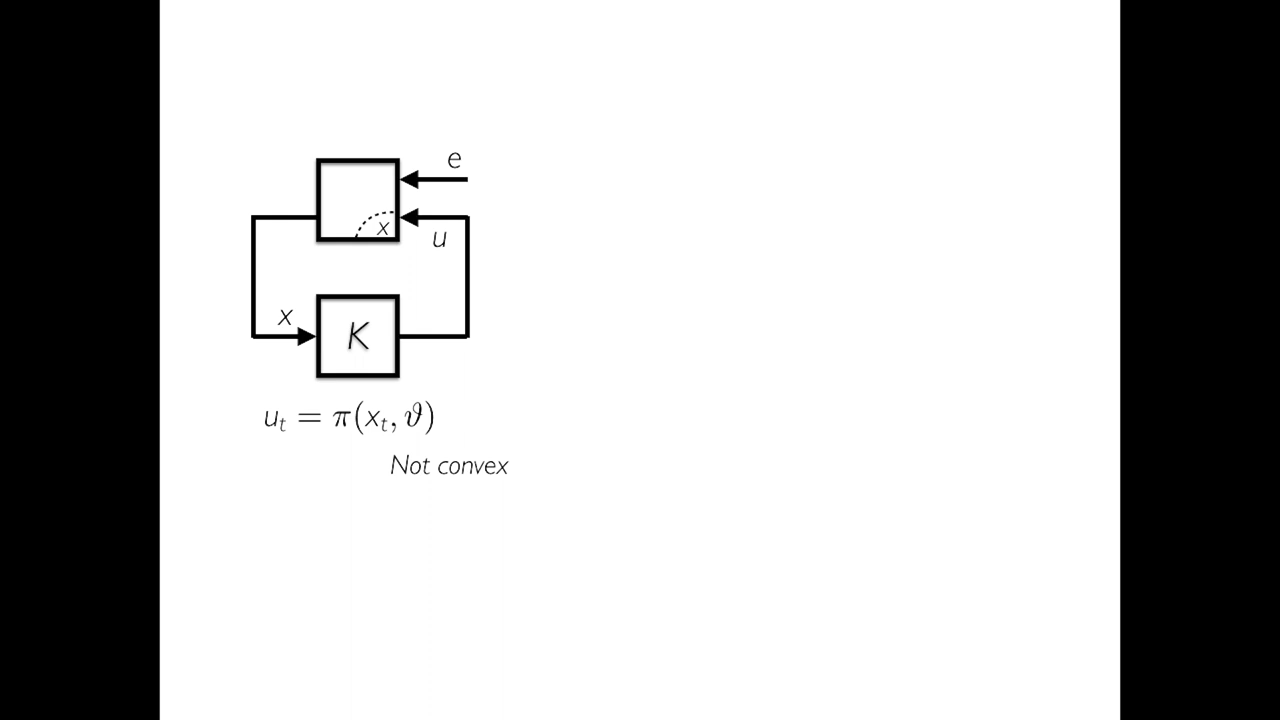 e
x
u
x
K
u_t = π(x_t, ϑ)
Not convex